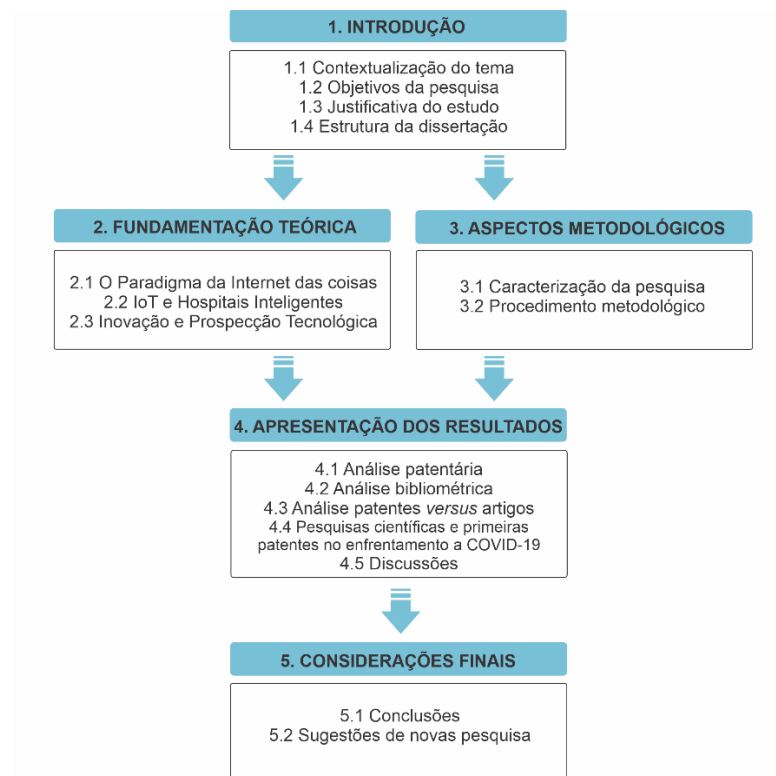 1. INTRODUÇÃO
1.1 Contextualização do tema
1.2 Objetivos da pesquisa
1.3 Justificativa do estudo
1.4 Estrutura da dissertação
2. FUNDAMENTAÇÃO TEÓRICA
2.1 O Paradigma da Internet das coisas
2.2 IoT e Hospitais Inteligentes
2.3 Inovação e Prospecção Tecnológica
3. ASPECTOS METODOLÓGICOS
3.1 Caracterização da pesquisa
3.2 Procedimento metodológico
4. APRESENTAÇÃO DOS RESULTADOS
4.1 Análise patentária
4.2 Análise bibliométrica
4.3 Análise patentes versus artigos
4.4 Pesquisas científicas e primeiras
patentes no enfrentamento a COVID-19
4.5 Discussões
5. CONSIDERAÇÕES FINAIS
5.1 Conclusões
5.2 Sugestões de novas pesquisa